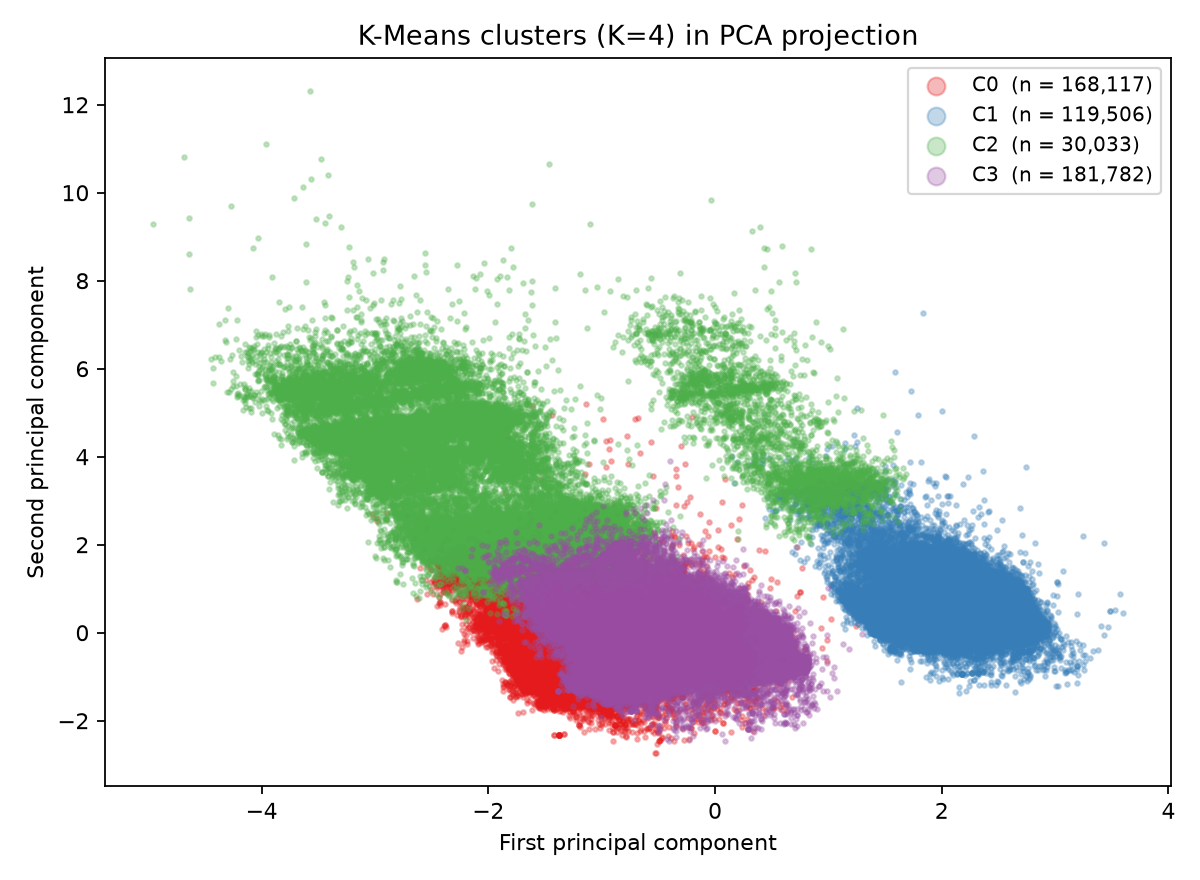 K-Means clusters (K=4) in PCA projection
C0 (n = 168,117)
C1 (n = 119,506)
C2 (n = 30,033)
C3 (n = 181,782)
Second principal component
12
10
8
6
4
2
0
−2
−4
−2
0
2
4
First principal component